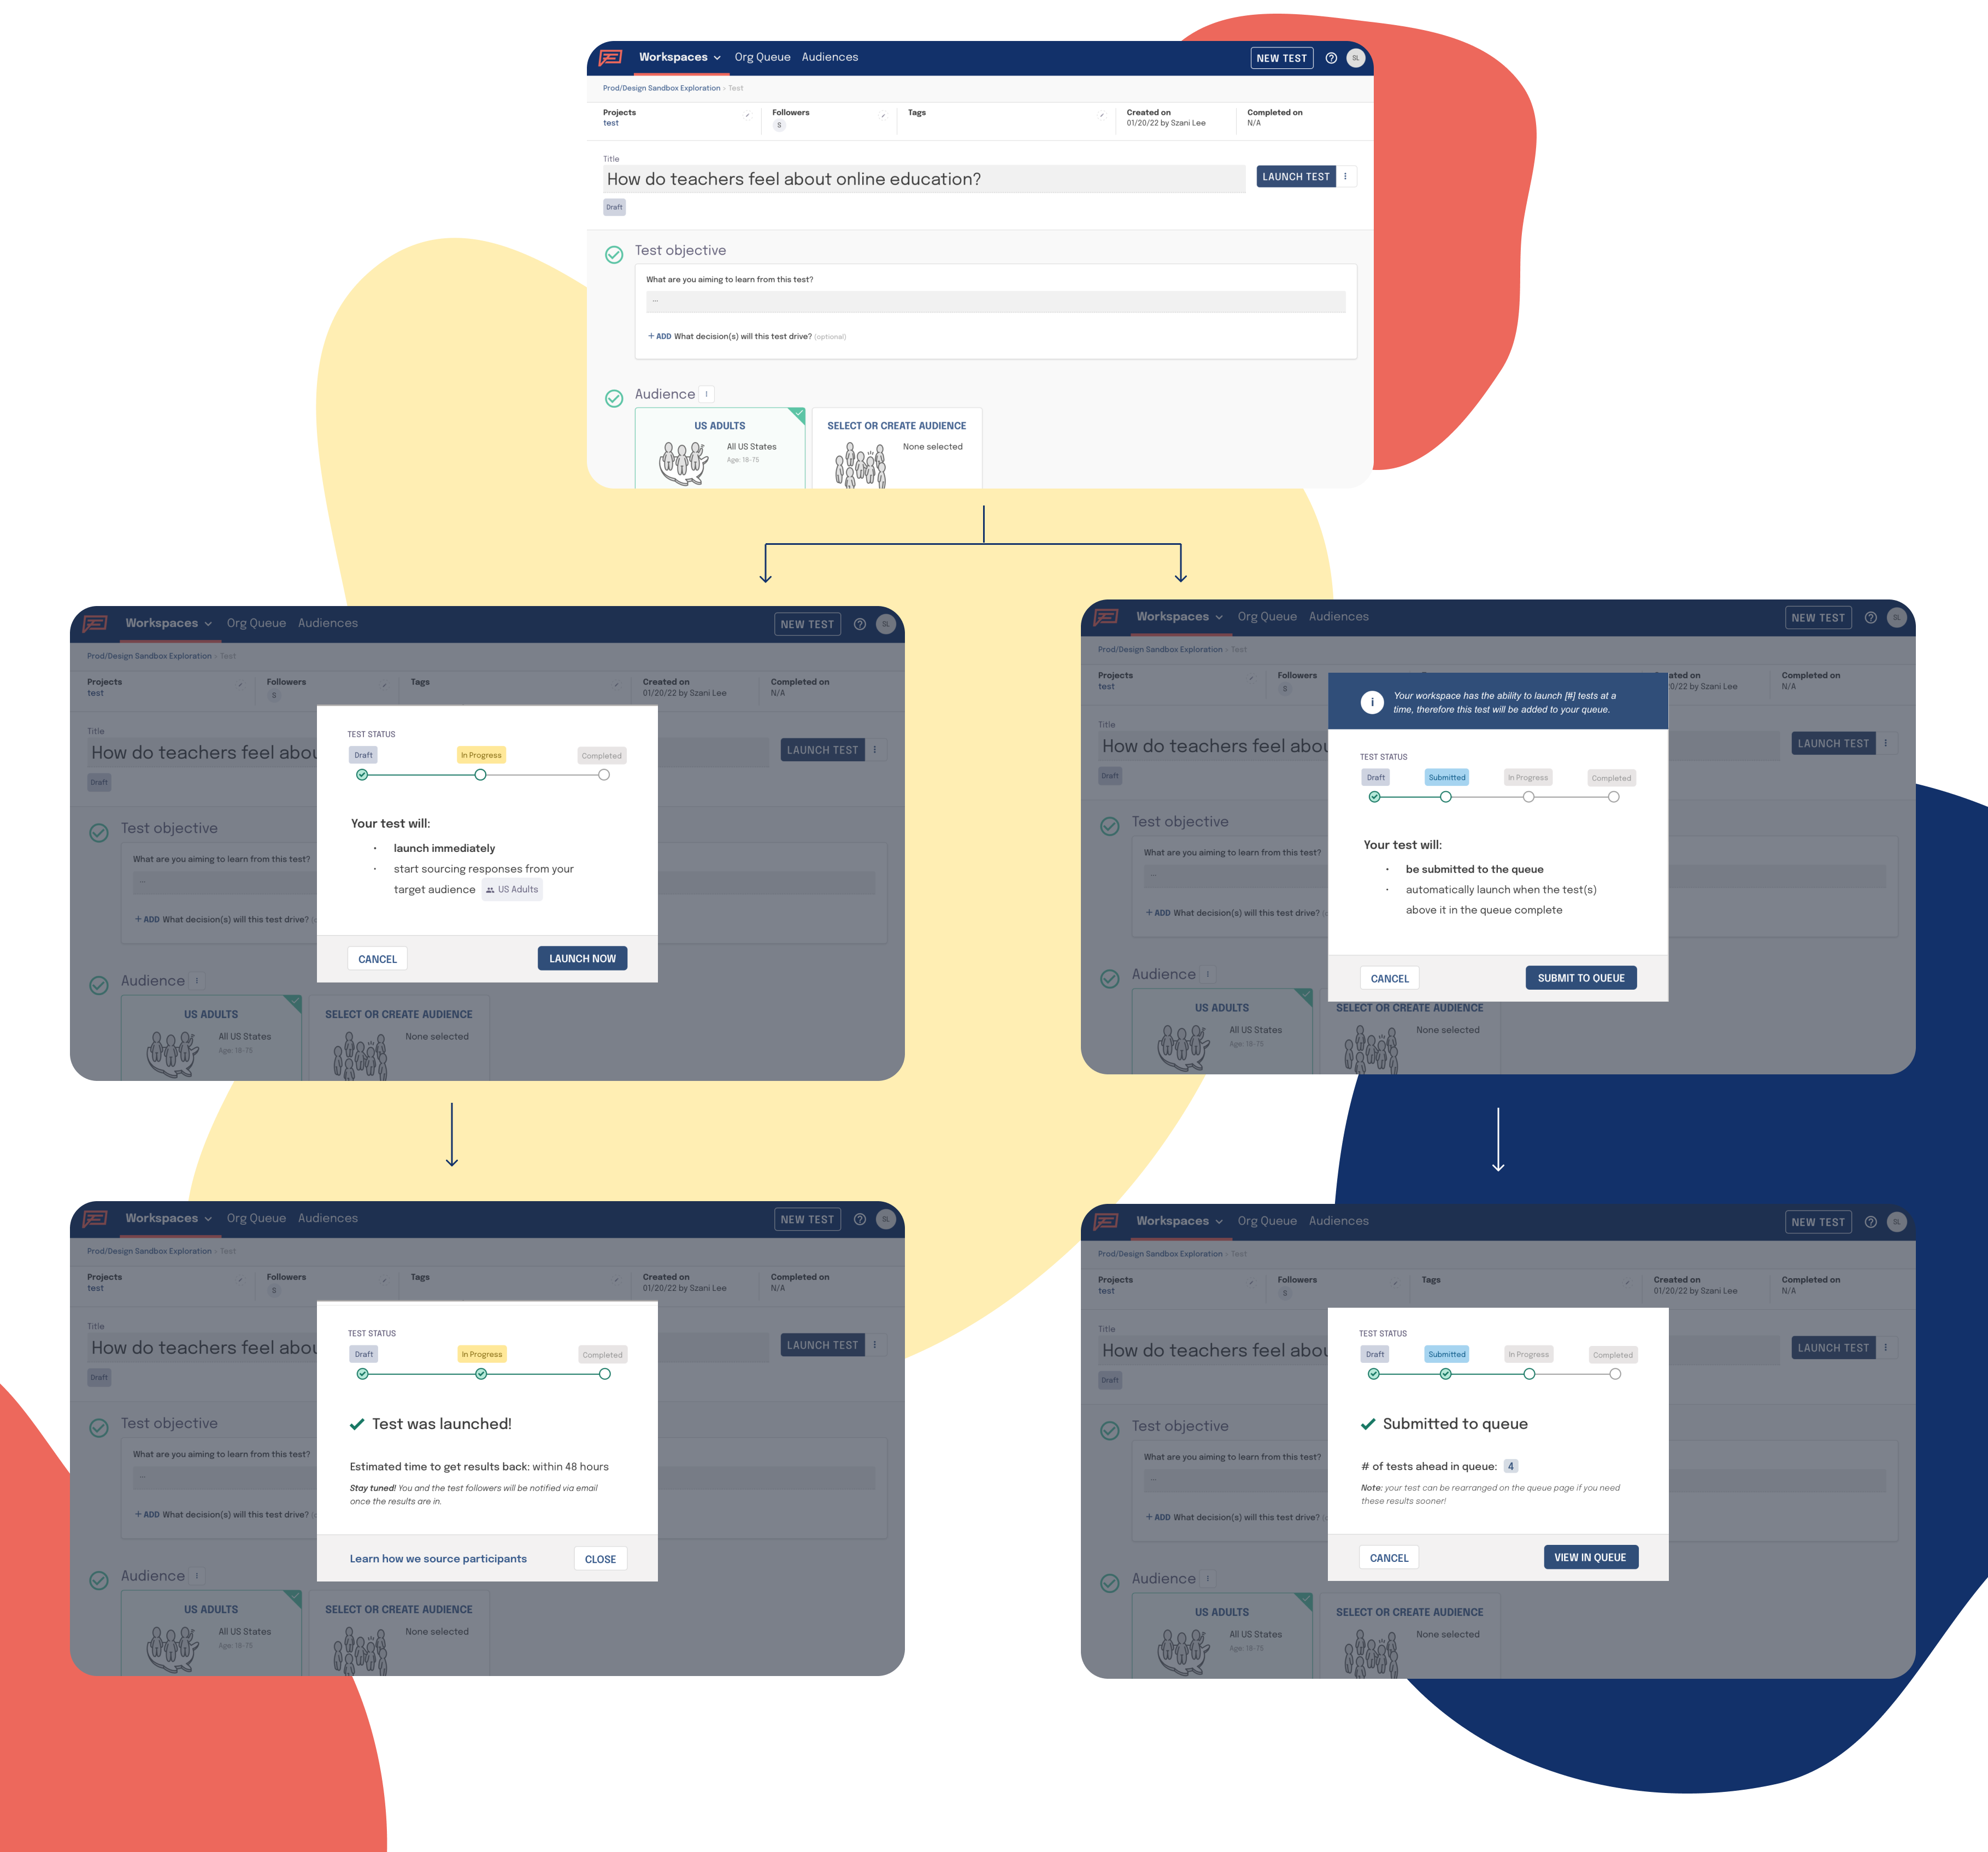 Workspaces Org Queue Audiences NEW TEST SL
Prod/Design Sandbox Exploration > Test
Projects Followers Tags Created on Completed on
test S 01/20/22 by Szani Lee N/A
Title
How do teachers feel about online education? LAUNCH TEST
Draft
Test objective
What are you aiming to learn from this test?
...
+ ADD What decision(s) will this test drive? (optional)
Audience
US ADULTS SELECT OR CREATE AUDIENCE
All US States None selected
Age: 18-75
Workspaces Org Queue Audiences NEW TEST SL
Prod/Design Sandbox Exploration > Test
Projects Followers Tags Created on Completed on
test S 01/20/22 by Szani Lee N/A
Title
How do teachers feel abou LAUNCH TEST
Draft
Test objective
What are you aiming to learn from this test?
...
+ ADD What decision(s) will this test drive?
Audience
US ADULTS SELECT OR CREATE AUDIENCE
All US States None selected
Age: 18-75
TEST STATUS
Draft In Progress Completed
Your test will:
• launch immediately
• start sourcing responses from your
target audience US Adults
CANCEL LAUNCH NOW
Workspaces Org Queue Audiences NEW TEST SL
Prod/Design Sandbox Exploration > Test
Projects Followers ated on Completed on
test S 0/22 by Szani Lee N/A
Title
How do teachers feel abou LAUNCH TEST
Draft
Test objective
What are you aiming to learn from this test?
...
+ ADD What decision(s) will this test drive?
Audience
US ADULTS SELECT OR CREATE AUDIENCE
All US States None selected
Age: 18-75
i Your workspace has the ability to launch [#] tests at a
time, therefore this test will be added to your queue.
TEST STATUS
Draft Submitted In Progress Completed
Your test will:
• be submitted to the queue
• automatically launch when the test(s)
above it in the queue complete
CANCEL SUBMIT TO QUEUE
Workspaces Org Queue Audiences NEW TEST SL
Prod/Design Sandbox Exploration > Test
Projects Followers Tags Created on Completed on
test S 01/20/22 by Szani Lee N/A
Title
How do teachers feel abou LAUNCH TEST
Draft
Test objective
What are you aiming to learn from this test?
...
+ ADD What decision(s) will this test drive?
Audience
US ADULTS SELECT OR CREATE AUDIENCE
All US States None selected
Age: 18-75
TEST STATUS
Draft In Progress Completed
Test was launched!
Estimated time to get results back: within 48 hours
Stay tuned! You and the test followers will be notified via email
once the results are in.
Learn how we source participants CLOSE
Workspaces Org Queue Audiences NEW TEST SL
Prod/Design Sandbox Exploration > Test
Projects Followers Tags Created on Completed on
test S 01/20/22 by Szani Lee N/A
Title
How do teachers feel abou LAUNCH TEST
Draft
Test objective
What are you aiming to learn from this test?
...
+ ADD What decision(s) will this test drive?
Audience
US ADULTS SELECT OR CREATE AUDIENCE
All US States None selected
Age: 18-75
TEST STATUS
Draft Submitted In Progress Completed
Submitted to queue
# of tests ahead in queue: 4
Note: your test can be rearranged on the queue page if you need
these results sooner!
CANCEL VIEW IN QUEUE